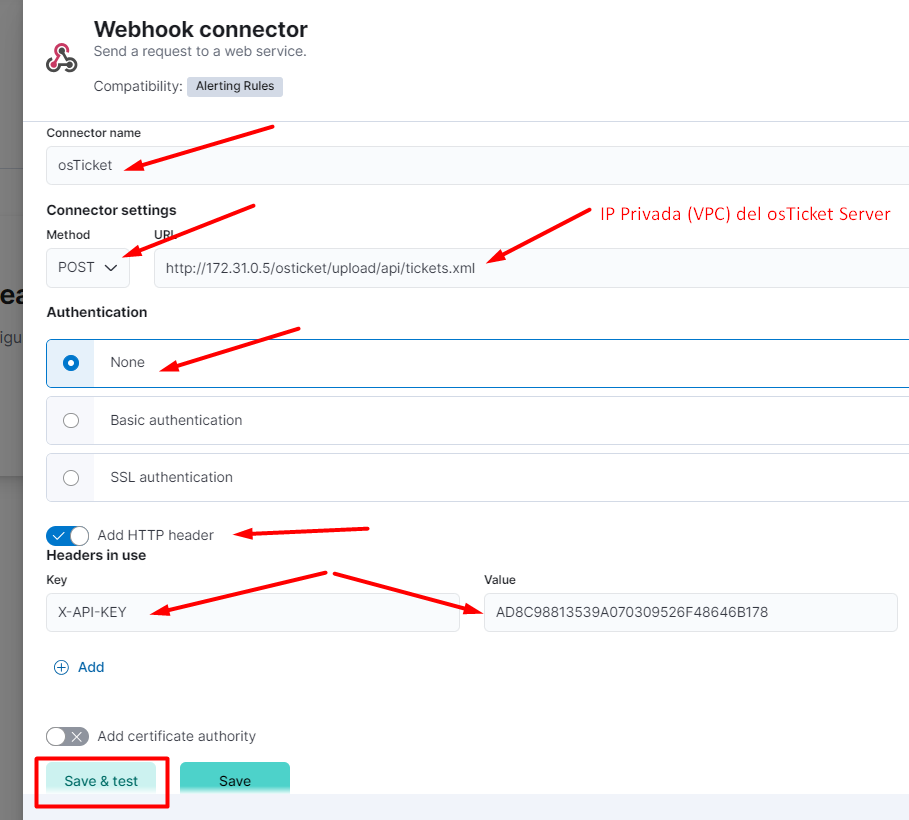 Webhook connector
Send a request to a web service.
Compatibility: Alerting Rules
Connector name
osTicket
Connector settings
IP Privada (VPC) del osTicket Server
Method URL
POST http://172.31.0.5/osticket/upload/api/tickets.xml
Authentication
None
Basic authentication
SSL authentication
Add HTTP header
Headers in use
Key Value
X-API-KEY AD8C98813539A070309526F48646B178
Add
Add certificate authority
Save & test Save